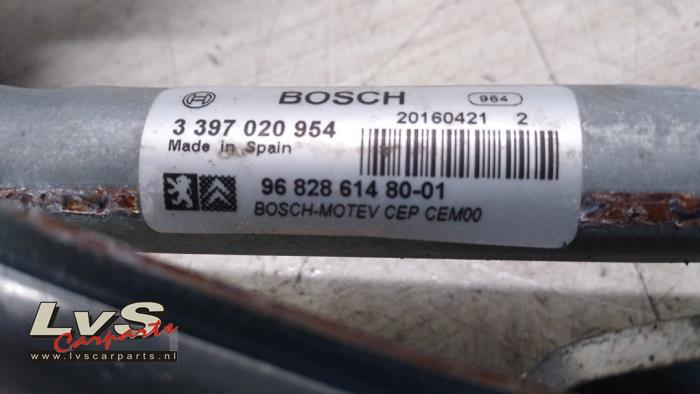 BOSCH 964
3 397 020 954 20160421 2
Made in Spain
96 828 614 80-01
BOSCH-MOTEV CEP CEM00
LvS
Carparts
www.lvscarparts.nl